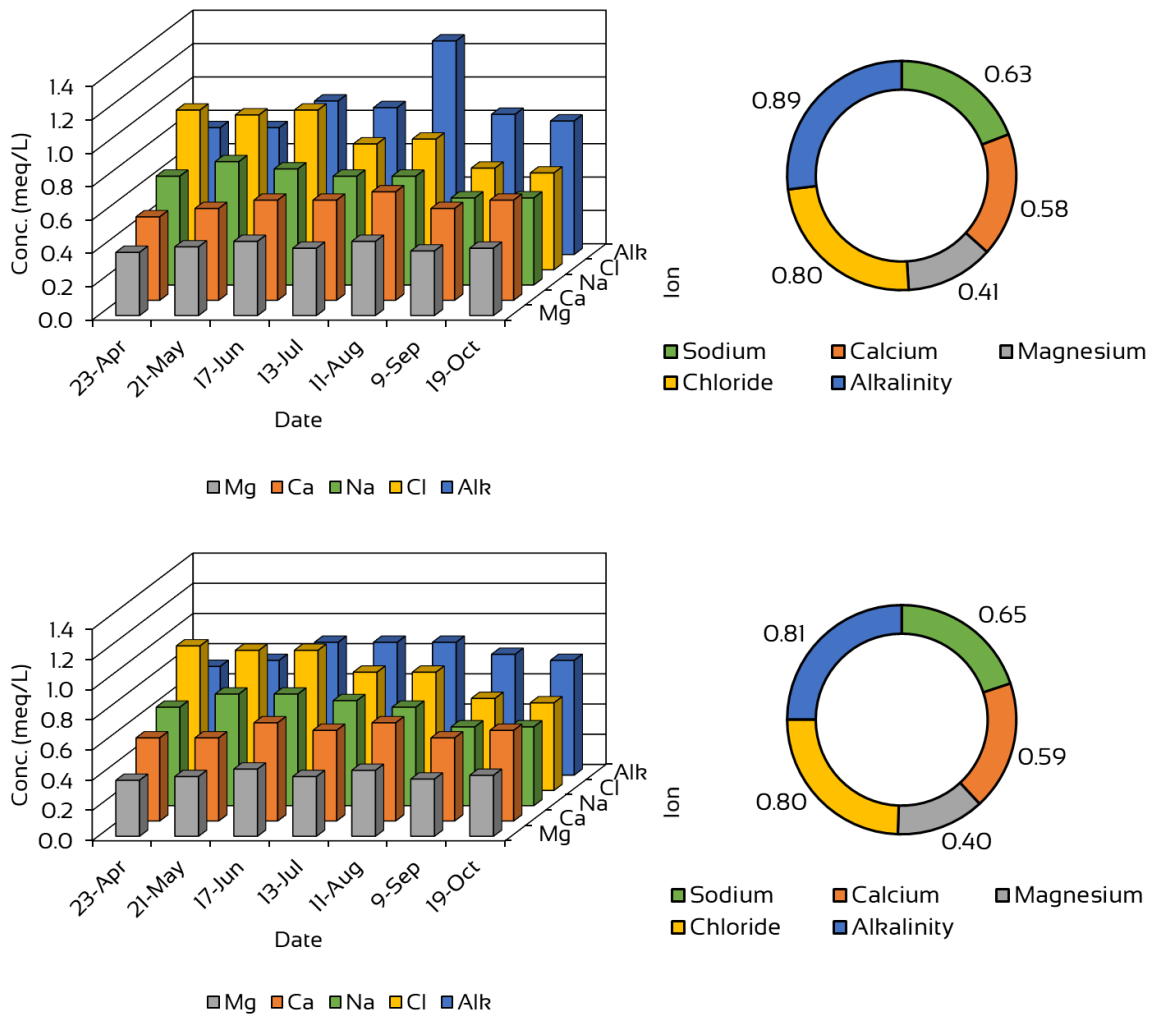 Conc. (meq/L)
1.4
1.2
1.0
0.8
0.6
0.4
0.2
0.0
23-Apr
21-May
17-Jun
13-Jul
11-Aug
9-Sep
19-Oct
Date
Mg
Ca
Na
Cl
Alk
Ion
Mg Ca Na Cl Alk
0.63
0.58
0.41
0.80
0.89
Sodium Calcium Magnesium
Chloride Alkalinity
Conc. (meq/L)
1.4
1.2
1.0
0.8
0.6
0.4
0.2
0.0
23-Apr
21-May
17-Jun
13-Jul
11-Aug
9-Sep
19-Oct
Date
Mg
Ca
Na
Cl
Alk
Ion
Mg Ca Na Cl Alk
0.65
0.59
0.40
0.80
0.81
Sodium Calcium Magnesium
Chloride Alkalinity